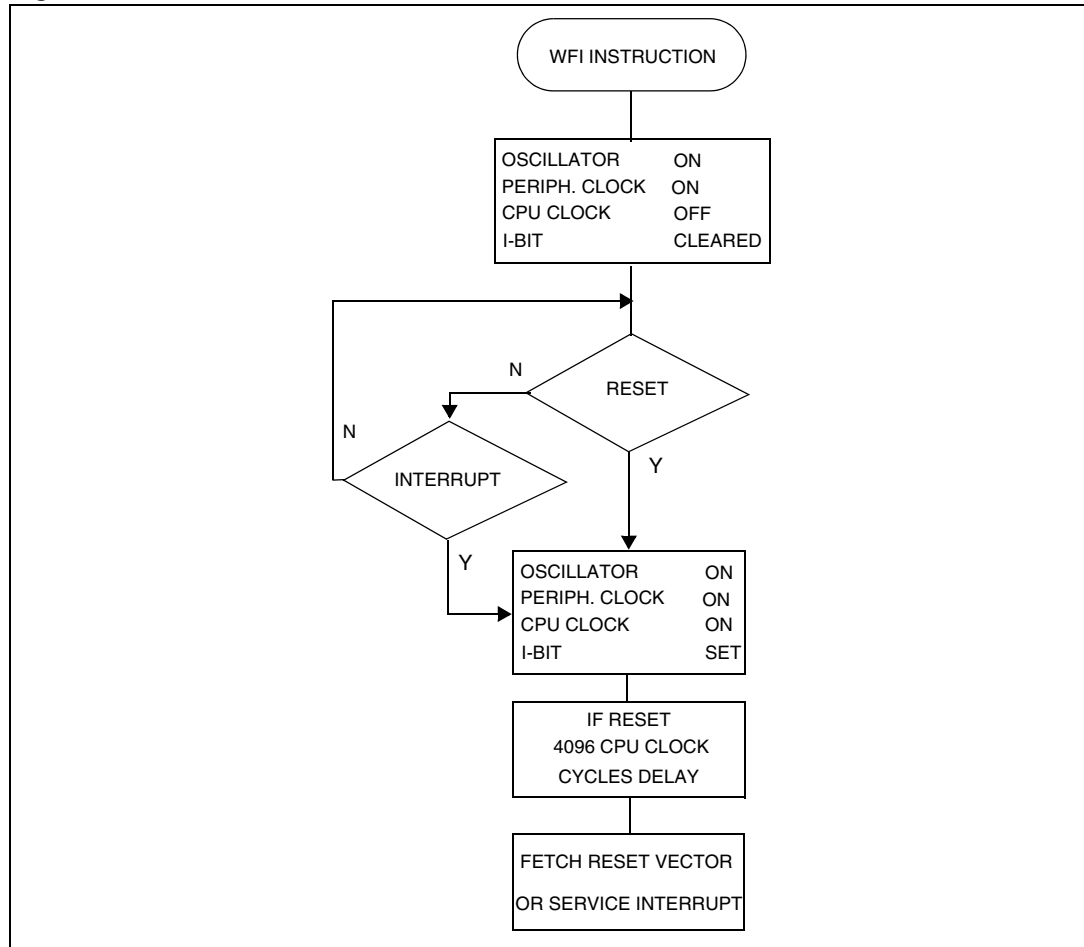 WFI INSTRUCTION
OSCILLATOR ON
PERIPH. CLOCK ON
CPU CLOCK OFF
I-BIT CLEARED
N
RESET
N
Y
INTERRUPT
Y
OSCILLATOR ON
PERIPH. CLOCK ON
CPU CLOCK ON
I-BIT SET
IF RESET
4096 CPU CLOCK
CYCLES DELAY
FETCH RESET VECTOR
OR SERVICE INTERRUPT